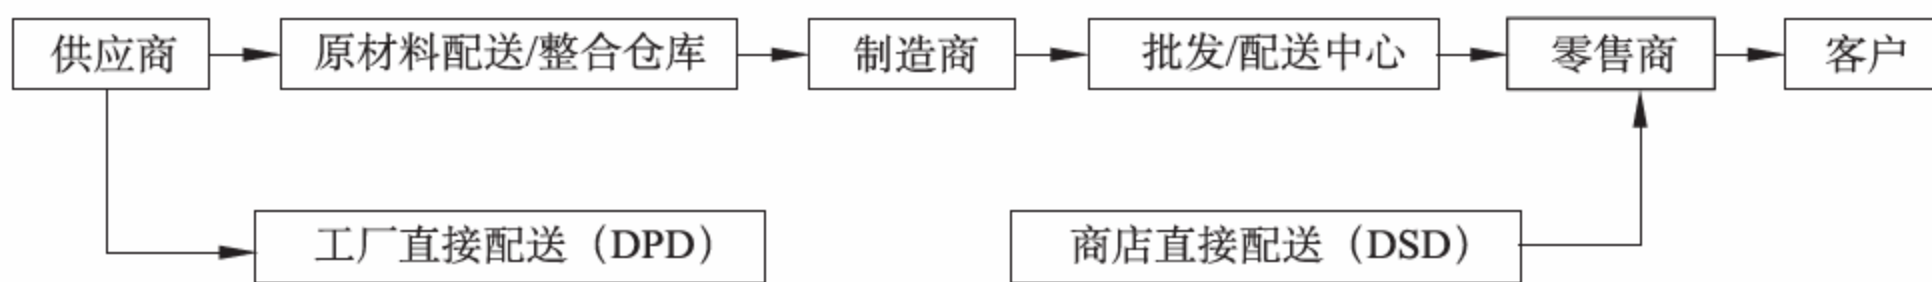 供应商
原材料配送/整合仓库
制造商
批发/配送中心
零售商
客户
工厂直接配送（DPD）
商店直接配送（DSD）